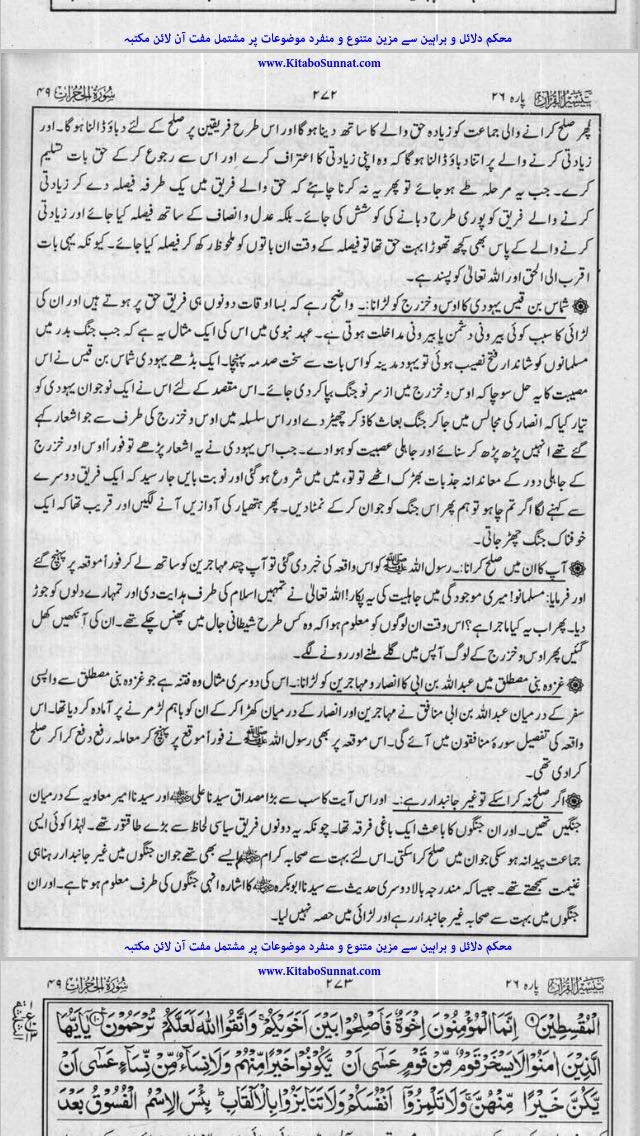 محکم دلائل و براہین سے مزین متنوع و منفرد موضوعات پر مشتمل مفت آن لائن مکتبہ
www.KitaboSunnat.com
تیسیر القرآن پارہ ۲۶ ۲۷۲ سورۃ الحجرات ۴۹
پھر صلح کرانے والی جماعت کو زیادہ حق والے کا ساتھ دینا ہوگا اور اس طرح فریقین پر صلح کے لئے دباؤ ڈالنا ہوگا۔ اور
زیادتی کرنے والے پر اتنا دباؤ ڈالنا ہوگا کہ وہ اپنی زیادتی کا اعتراف کرے اور اس سے رجوع کر کے حق بات تسلیم
کرے۔ جب یہ مرحلہ طے ہو جائے تو پھر یہ نہ کرنا چاہئے کہ حق والے فریق میں یک طرفہ فیصلہ دے کر زیادتی
کرنے والے فریق کو پوری طرح دبانے کی کوشش کی جائے۔ بلکہ عدل و انصاف کے ساتھ فیصلہ کیا جائے اور زیادتی
کرنے والے کے پاس بھی کچھ تھوڑا بہت حق تھا تو فیصلہ کے وقت ان باتوں کو ملحوظ رکھ کر فیصلہ کیا جائے۔ کیونکہ یہی بات
اقرب الی الحق اور اللہ تعالیٰ کو پسند ہے۔
شماس بن قیس یہودی کا اوس و خزرج کو لڑانا:۔ واضح رہے کہ بسا اوقات دونوں ہی فریق حق پر ہوتے ہیں اور ان کی
لڑائی کا سبب کوئی بیرونی دشمن یا بیرونی مداخلت ہوتی ہے۔ عہد نبوی میں اس کی ایک مثال یہ ہے کہ جب جنگ بدر میں
مسلمانوں کو شاندار فتح نصیب ہوئی تو یہود مدینہ کو اس بات سے سخت صدمہ پہنچا۔ ایک بڈھے یہودی شماس بن قیس نے اس
مصیبت کا یہ حل سوچا کہ اوس و خزرج میں از سر نو جنگ بپا کر دی جائے۔ اس مقصد کے لئے اس نے ایک نوجوان یہودی کو
تیار کیا کہ انصار کی مجالس میں جا کر جنگ بعاث کا ذکر چھیڑ دے اور اس سلسلہ میں اوس و خزرج کی طرف سے جو اشعار کہے
گئے تھے انہیں پڑھ پڑھ کر سنائے اور جاہلی عصبیت کو ہوا دے۔ جب اس یہودی نے یہ اشعار پڑھے تو فوراً اوس اور خزرج
کے جاہلی دور کے معاندانہ جذبات بھڑک اٹھے تو تو، میں میں شروع ہو گئی اور نوبت بایں جا رسید کہ ایک فریق دوسرے
سے کہنے لگا اگر تم چاہو تو ہم پھر اس جنگ کو جوان کر کے نمٹا دیں۔ پھر ہتھیار کی آوازیں آنے لگیں اور قریب تھا کہ ایک
خوفناک جنگ چھڑ جاتی۔
آپ کا ان میں صلح کرانا:۔ رسول اللہ ﷺ کو اس واقعہ کی خبر دی گئی تو آپ چند مہاجرین کو ساتھ لے کر فوراً موقعہ پر پہنچ گئے
اور فرمایا: مسلمانو! میری موجودگی میں جاہلیت کی یہ پکار! اللہ تعالیٰ نے تمہیں اسلام کی طرف ہدایت دی اور تمہارے دلوں کو جوڑ
دیا۔ پھر اب یہ کیا ماجرا ہے؟ اس وقت ان لوگوں کو معلوم ہوا کہ وہ کس طرح شیطانی جال میں پھنس چکے تھے۔ ان کی آنکھیں کھل
گئیں پھر اوس و خزرج کے لوگ آپس میں گلے ملنے اور رونے لگے۔
غزوہ بنی مصطلق میں عبداللہ بن ابی کا انصار و مہاجرین کو لڑانا:۔ اس کی دوسری مثال وہ فتنہ ہے جو غزوہ بنی مصطلق سے واپسی
سفر کے درمیان عبداللہ بن ابی منافق نے مہاجرین اور انصار کے درمیان کھڑا کر کے ان کو باہم لڑ مرنے پر آمادہ کر دیا تھا۔ اس
واقعہ کی تفصیل سورۂ منافقون میں آئے گی۔ اس موقعہ پر بھی رسول اللہ ﷺ نے فوراً موقع پر پہنچ کر معاملہ رفع دفع کرا کر صلح
کرا دی تھی۔
اگر صلح نہ کرا سکے تو غیر جانبدار رہے:۔ اور اس آیت کا سب سے بڑا مصداق سیدنا علی ؓ اور سیدنا امیر معاویہ کے درمیان
جنگیں تھیں۔ اور ان جنگوں کا باعث ایک باغی فرقہ تھا۔ چونکہ یہ دونوں فریق سیاسی لحاظ سے بڑے طاقتور تھے۔ لہٰذا کوئی ایسی
جماعت پیدا نہ ہو سکی جو ان میں صلح کرا سکتی۔ اس لئے بہت سے صحابہ کرام ؓ ایسے بھی تھے جو ان جنگوں میں غیر جانبدار رہنا ہی
غنیمت سمجھتے تھے۔ جیسا کہ مندرجہ بالا دوسری حدیث سے سیدنا ابوبکرہ ؓ کا اشارہ انہی جنگوں کی طرف معلوم ہوتا ہے۔ اور ان
جنگوں میں بہت سے صحابہ غیر جانبدار رہے اور لڑائی میں حصہ نہیں لیا۔
محکم دلائل و براہین سے مزین متنوع و منفرد موضوعات پر مشتمل مفت آن لائن مکتبہ
www.KitaboSunnat.com
تیسیر القرآن پارہ ۲۶ ۲۷۳ سورۃ الحجرات ۴۹
الْمُقْسِطِينَ ۹ إِنَّمَا الْمُؤْمِنُونَ إِخْوَةٌ فَأَصْلِحُوا بَيْنَ أَخَوَيْكُمْ وَاتَّقُوا اللَّهَ لَعَلَّكُمْ تُرْحَمُونَ ۱۰ يَا أَيُّهَا
الَّذِينَ آمَنُوا لَا يَسْخَرْ قَوْمٌ مِنْ قَوْمٍ عَسَى أَنْ يَكُونُوا خَيْرًا مِنْهُمْ وَلَا نِسَاءٌ مِنْ نِسَاءٍ عَسَى أَنْ
يَكُنَّ خَيْرًا مِنْهُنَّ وَلَا تَلْمِزُوا أَنْفُسَكُمْ وَلَا تَنَابَزُوا بِالْأَلْقَابِ بِئْسَ الِاسْمُ الْفُسُوقُ بَعْدَ